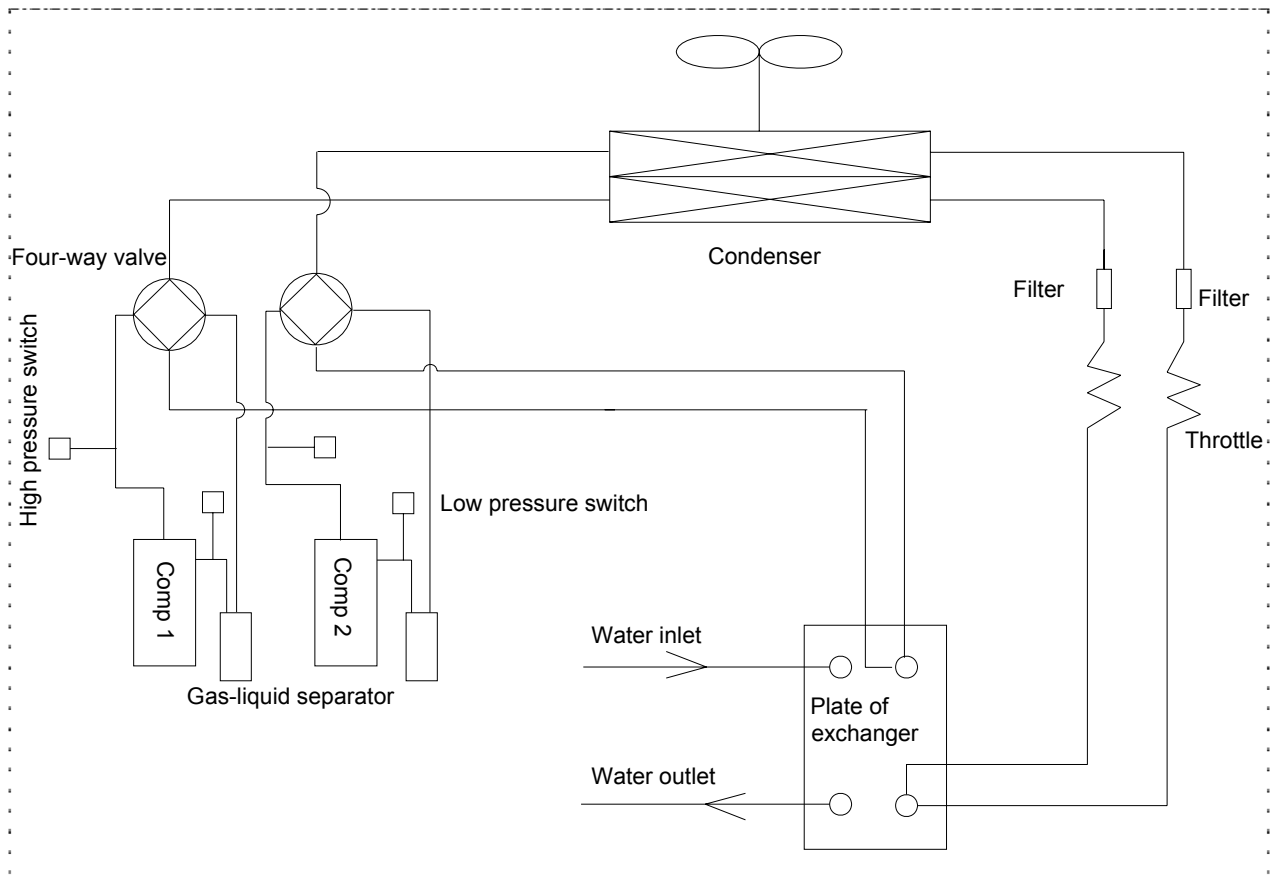 Condenser
Four-way valve
Filter
Filter
High pressure switch
Throttle
Low pressure switch
Comp 1
Comp 2
Water inlet
Gas-liquid separator
Plate of
exchanger
Water outlet